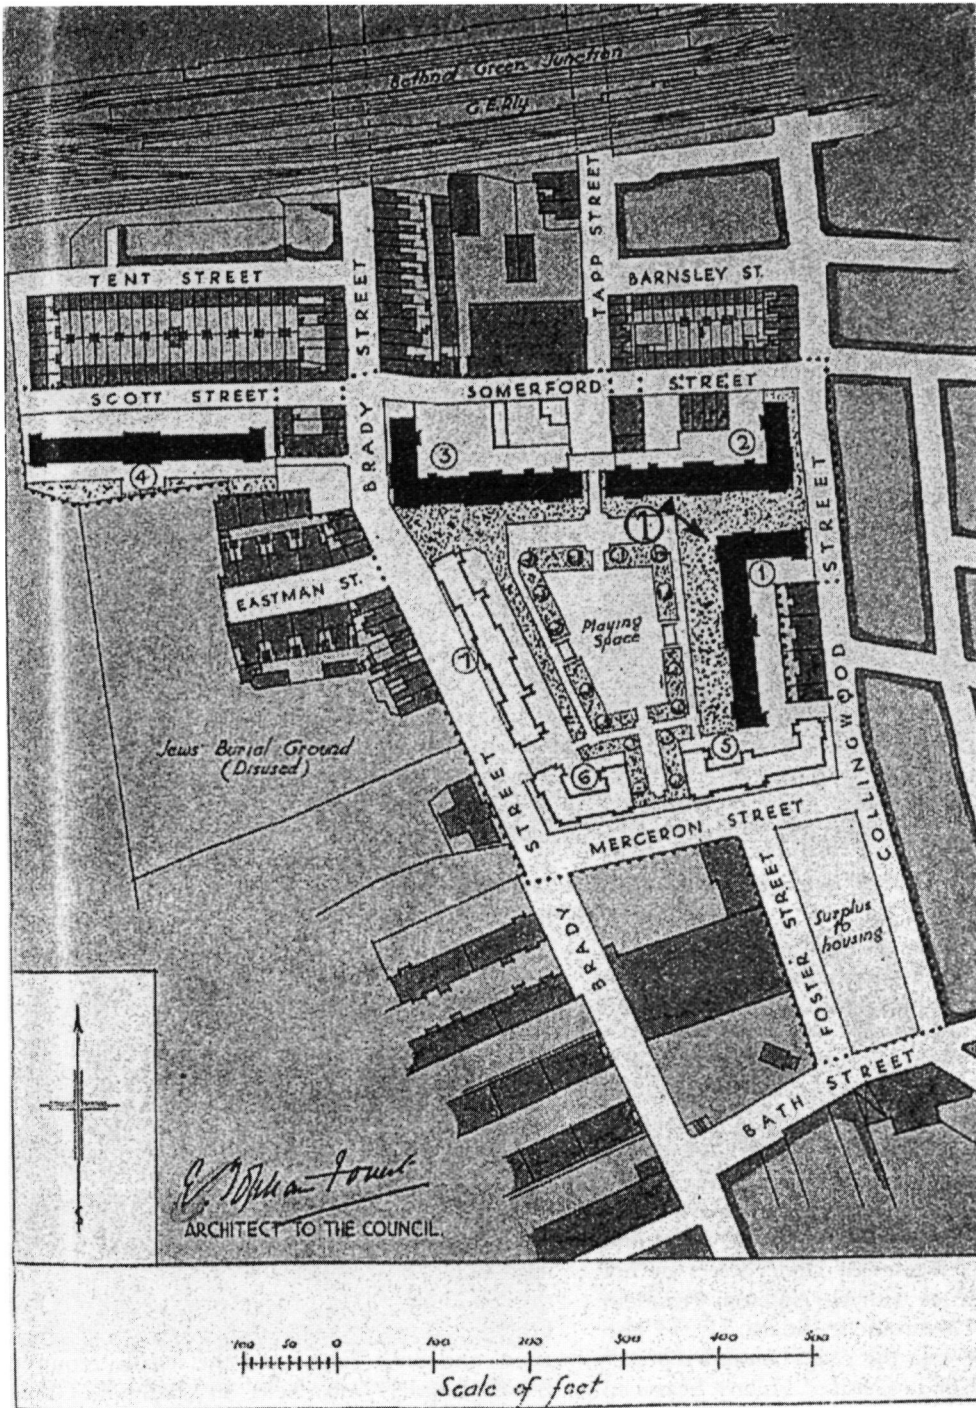 Bethnal Green Junction
G.E.Rly
TENT STREET
BRADY STREET
TAPP STREET
BARNSLEY ST.
SCOTT STREET
SOMERFORD STREET
4
3
2
1
1
EASTMAN ST.
7
Playing
Space
COLLINGWOOD STREET
Jews' Burial Ground
(Disused)
5
6
MERCERON STREET
BRADY STREET
FOSTER STREET
Surplus
to
housing
BATH STREET
S
ARCHITECT TO THE COUNCIL.
100 50 0 100 200 300 400 500
Scale of feet